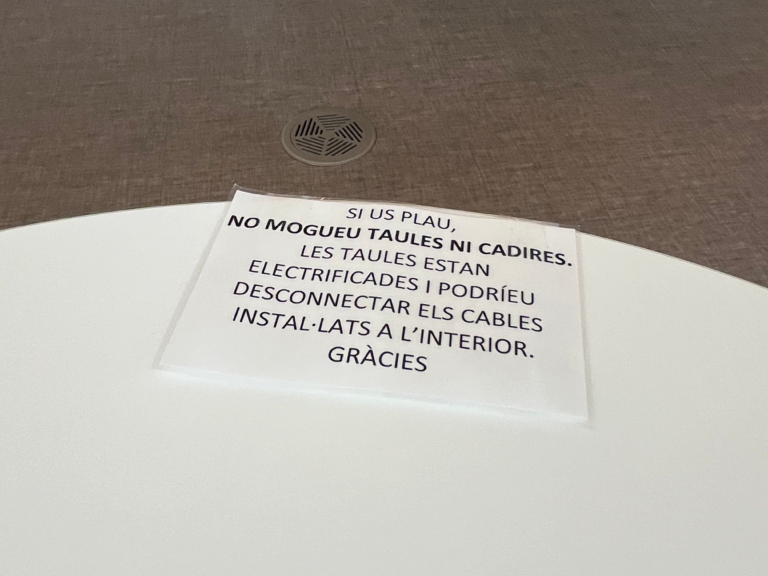 SI US PLAU,
NO MOGUEU TAULES NI CADIRES.
LES TAULES ESTAN
ELECTRIFICADES I PODRÍEU
DESCONNECTAR ELS CABLES
INSTAL·LATS A L'INTERIOR.
GRÀCIES